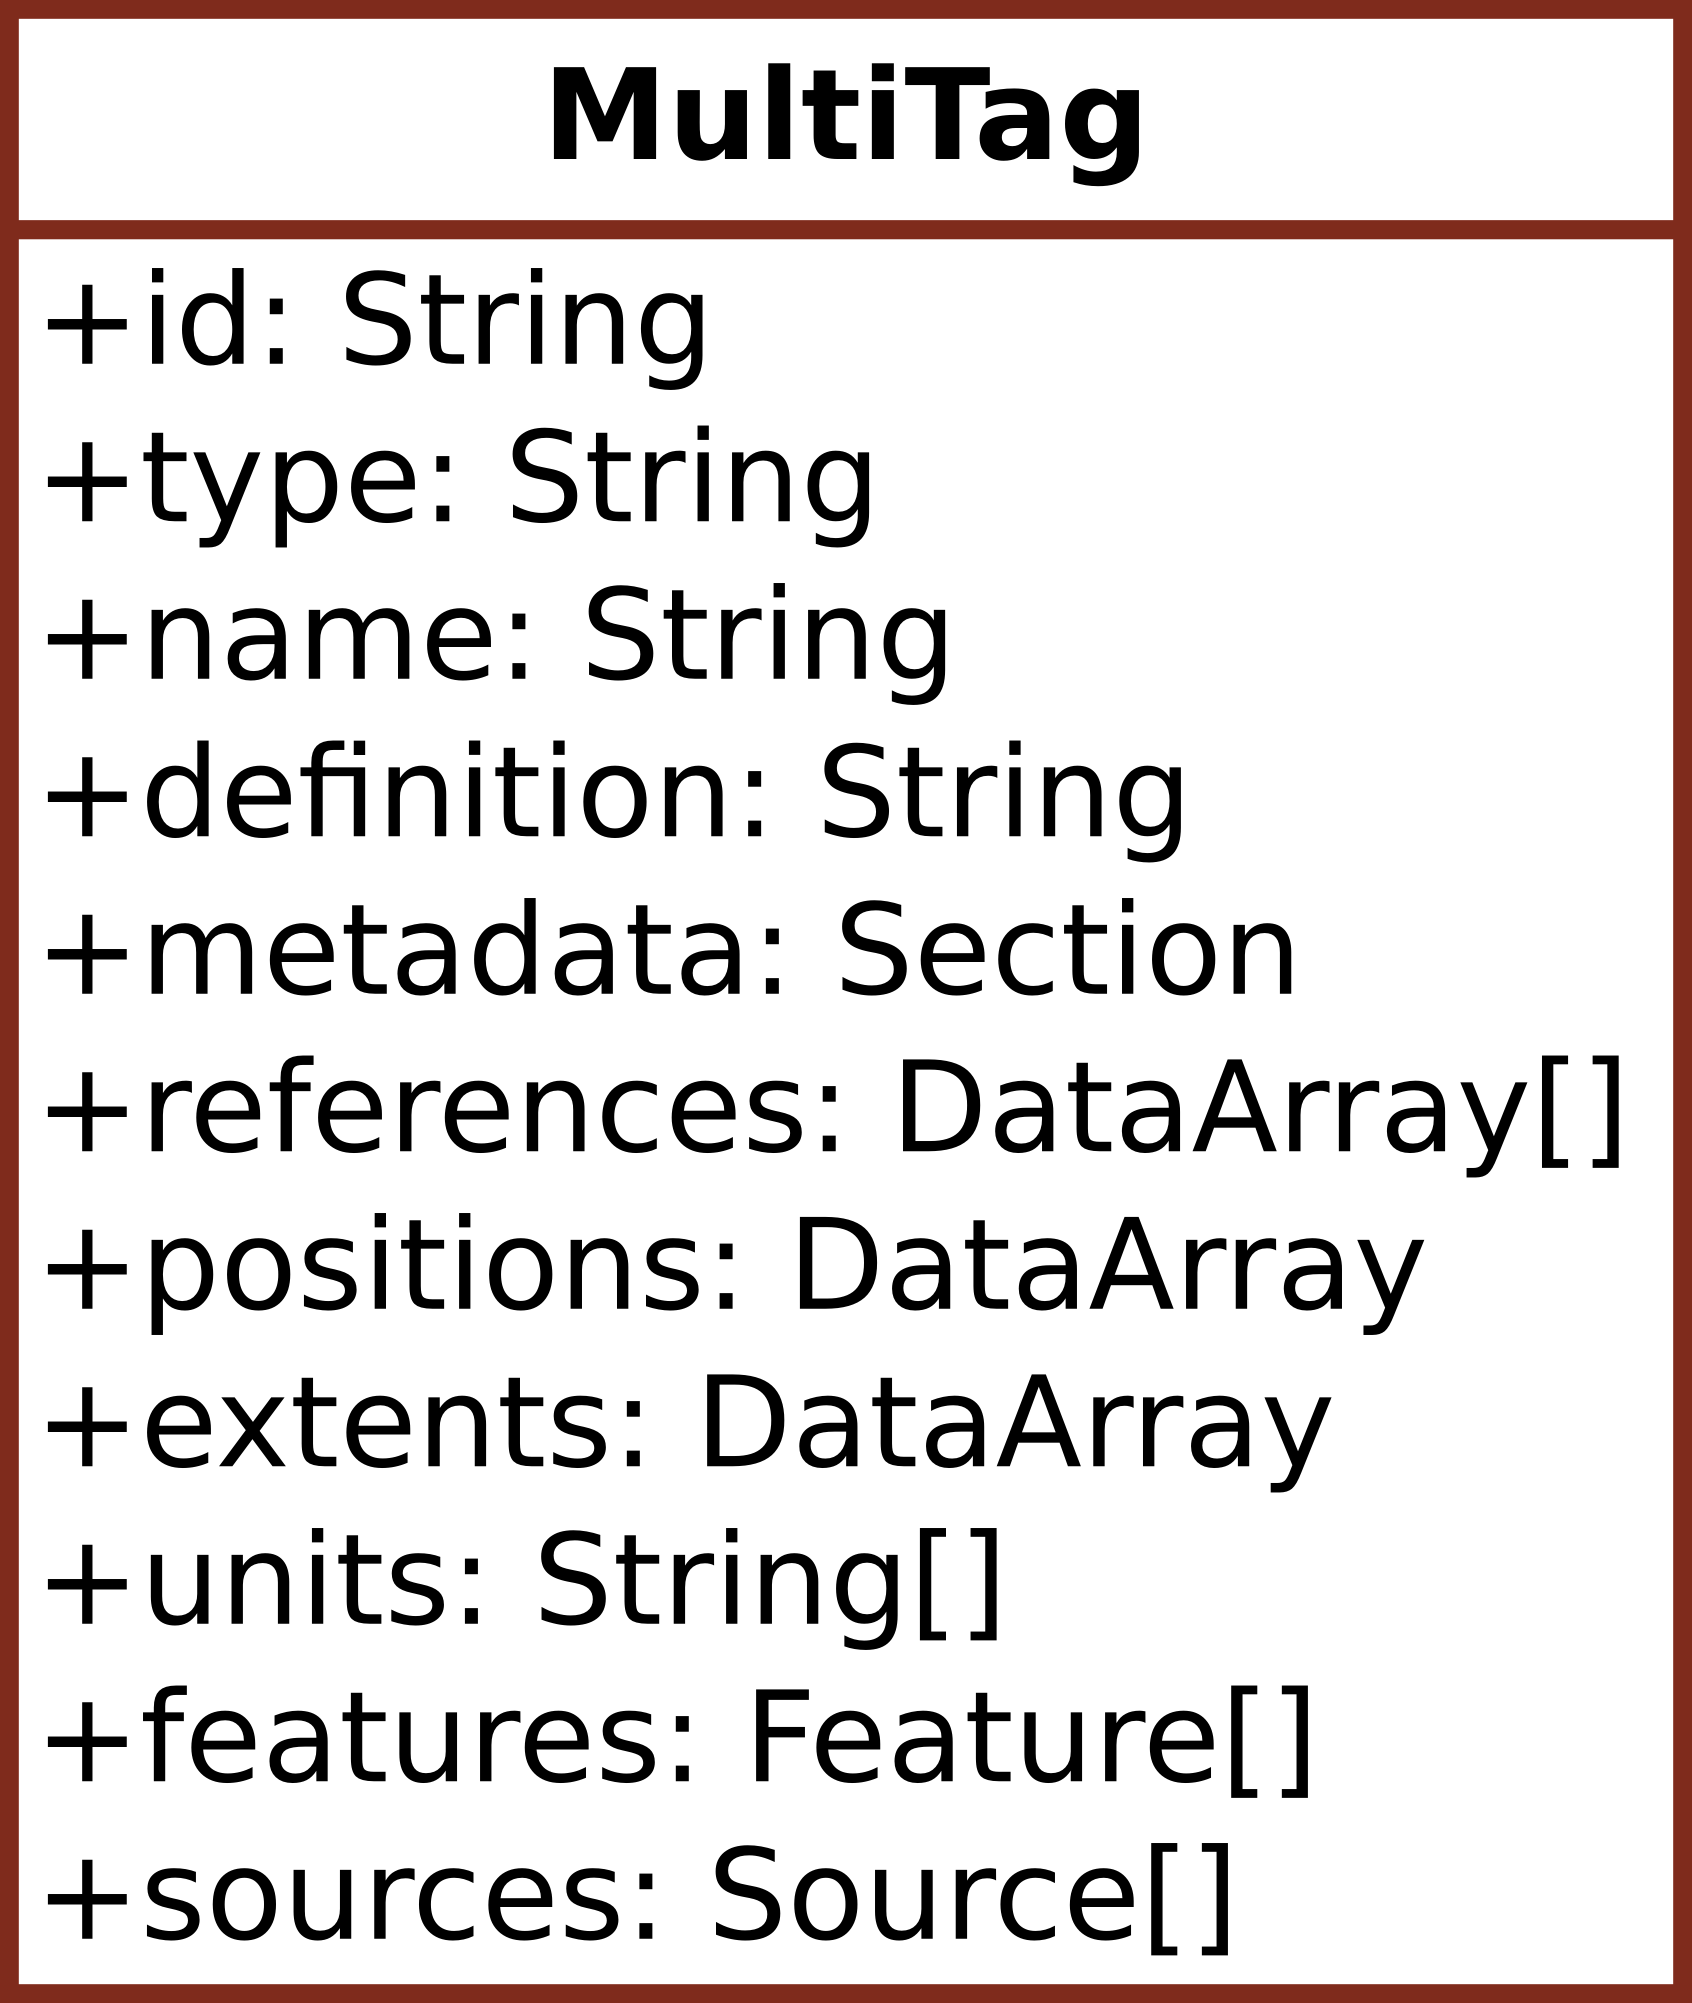 MultiTag
+id: String
+type: String
+name: String
+definition: String
+metadata: Section
+references: DataArray[]
+positions: DataArray
+extents: DataArray
+units: String[]
+features: Feature[]
+sources: Source[]